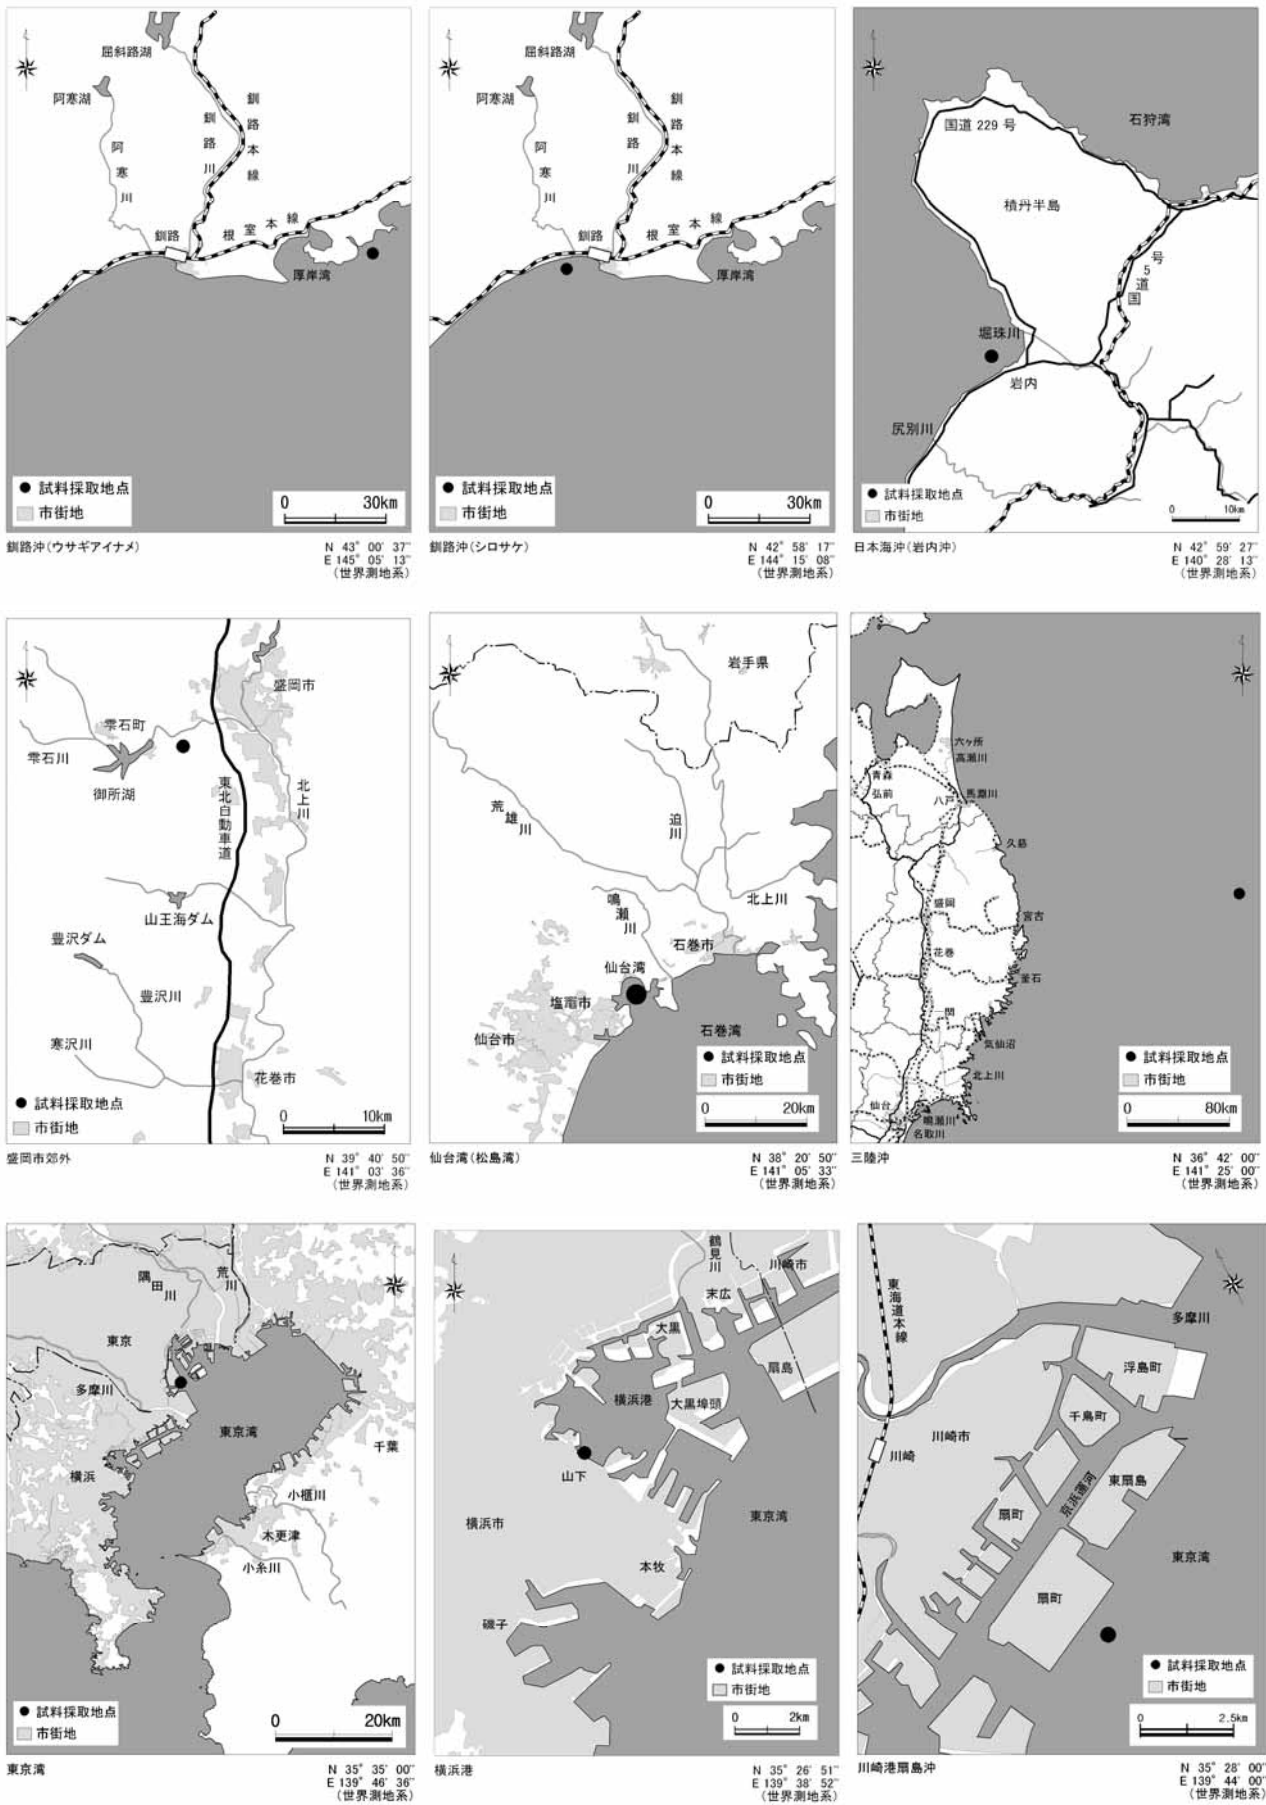 屈斜路湖
阿寒湖
釧路本線
釧路川
阿寒川
釧路
根室本線
厚岸湾
試料採取地点
市街地
0 30km
釧路沖(ウサギアイナメ)
N 43° 00′ 37″
E 145° 05′ 13″
(世界測地系)
屈斜路湖
阿寒湖
釧路本線
釧路川
阿寒川
釧路
根室本線
厚岸湾
試料採取地点
市街地
0 30km
釧路沖(シロサケ)
N 42° 58′ 17″
E 144° 15′ 08″
(世界測地系)
石狩湾
国道229号
積丹半島
国道5号
堀珠川
岩内
尻別川
試料採取地点
市街地
0 10km
日本海沖(岩内沖)
N 42° 59′ 27″
E 140° 28′ 13″
(世界測地系)
盛岡市
雫石町
雫石川
御所湖
東北自動車道
北上川
山王海ダム
豊沢ダム
豊沢川
寒沢川
花巻市
試料採取地点
市街地
0 10km
盛岡市郊外
N 39° 40′ 50″
E 141° 03′ 36″
(世界測地系)
岩手県
荒雄川
迫川
鳴瀬川
北上川
石巻市
仙台湾
塩竈市
仙台市
石巻湾
試料採取地点
市街地
0 20km
仙台湾(松島湾)
N 38° 20′ 50″
E 141° 05′ 33″
(世界測地系)
六ヶ所
高瀬川
青森
弘前
八戸
馬淵川
久慈
盛岡
宮古
花巻
釜石
一関
気仙沼
北上川
仙台
鳴瀬川
名取川
試料採取地点
市街地
0 80km
三陸沖
N 36° 42′ 00″
E 141° 25′ 00″
(世界測地系)
隅田川
荒川
東京
多摩川
東京湾
千葉
横浜
小櫃川
木更津
小糸川
試料採取地点
市街地
0 20km
東京湾
N 35° 35′ 00″
E 139° 46′ 36″
(世界測地系)
鶴見川
川崎市
末広
大黒
扇島
横浜港
大黒埠頭
山下
横浜市
東京湾
本牧
磯子
試料採取地点
市街地
0 2km
横浜港
N 35° 26′ 51″
E 139° 38′ 52″
(世界測地系)
東海道本線
多摩川
浮島町
千鳥町
川崎市
川崎
東扇島
京浜運河
扇町
東京湾
扇町
試料採取地点
市街地
0 2.5km
川崎港扇島沖
N 35° 28′ 00″
E 139° 44′ 00″
(世界測地系)